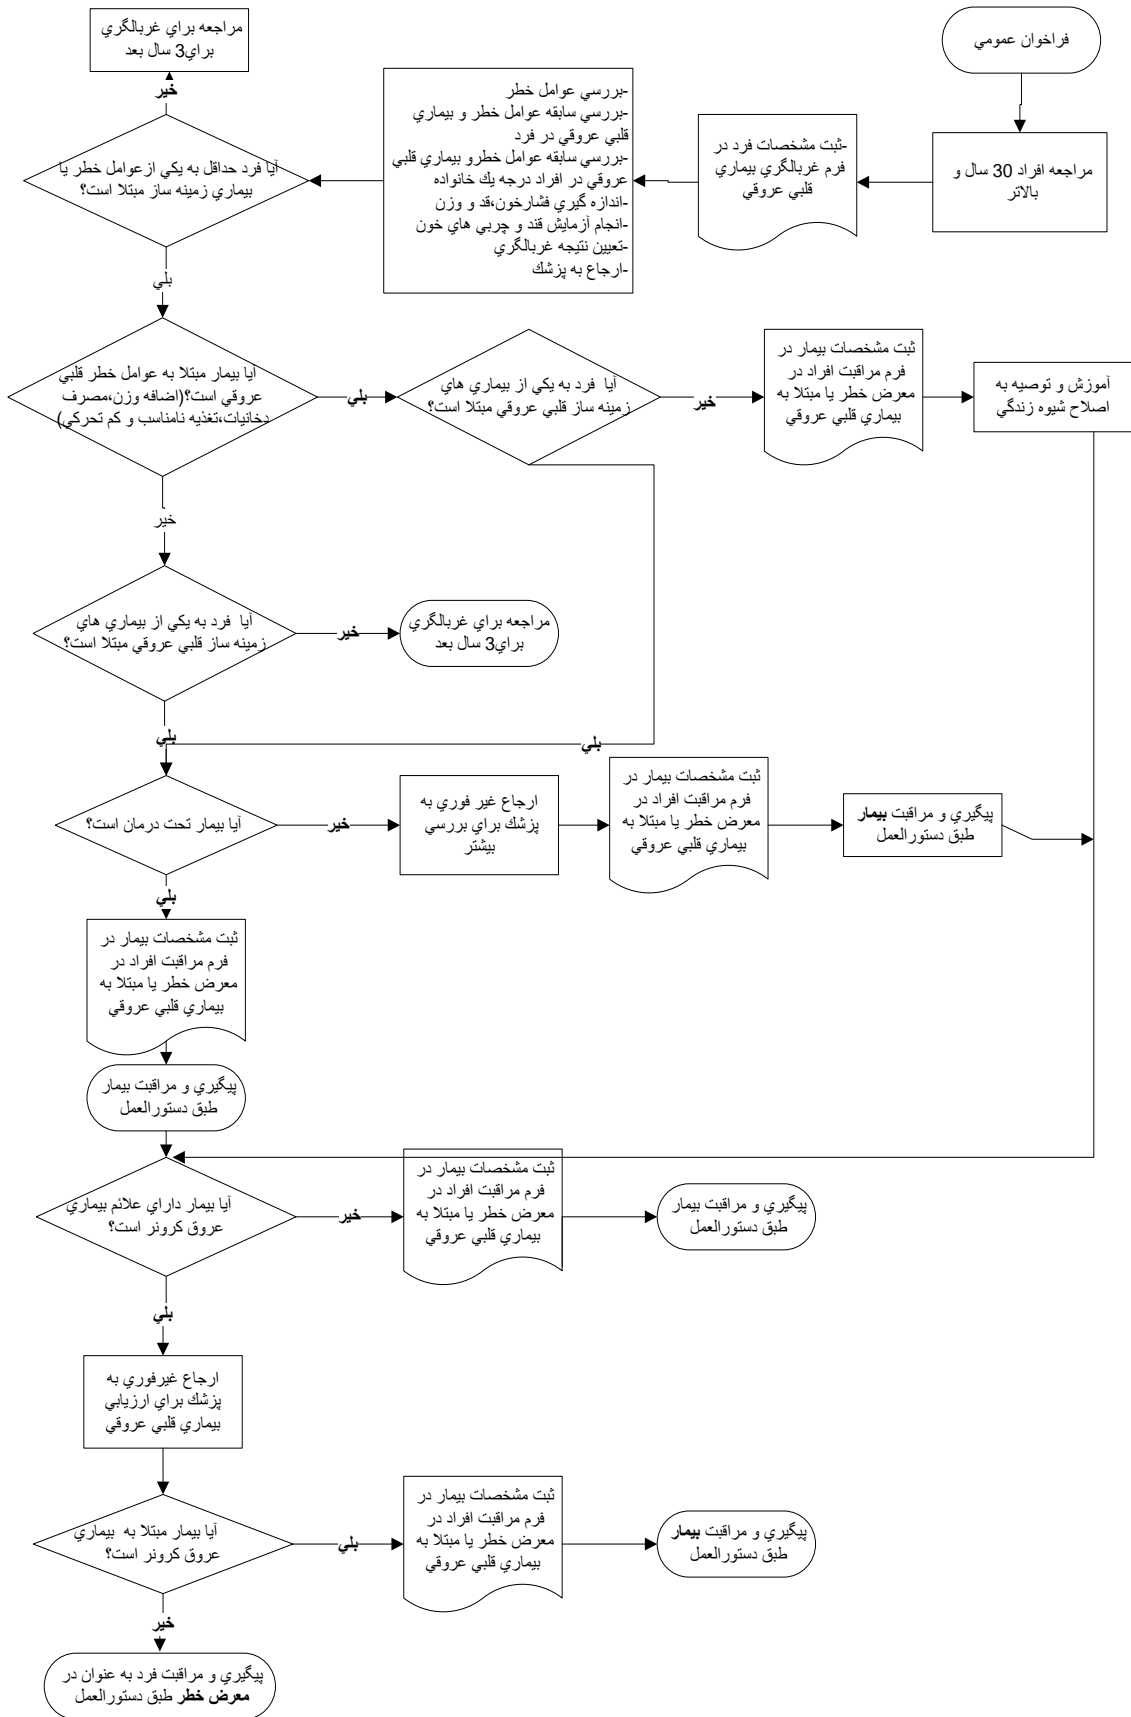 فراخوان عمومي
مراجعه افراد 30 سال و
بالاتر
-ثبت مشخصات فرد در
فرم غربالگري بيماري
قلبي عروقي
-بررسي عوامل خطر
-بررسي سابقه عوامل خطر و بيماري
قلبي عروقي در فرد
-بررسي سابقه عوامل خطرو بيماري قلبي
عروقي در افراد درجه يك خانواده
-اندازه گيري فشارخون،قد و وزن
-انجام آزمايش قند و چربي هاي خون
-تعيين نتيجه غربالگري
-ارجاع به پزشك
مراجعه براي غربالگري
براي3 سال بعد
خير
آيا فرد حداقل به يكي ازعوامل خطر يا
بيماري زمينه ساز مبتلا است؟
بلي
آيا بيمار مبتلا به عوامل خطر قلبي
عروقي است؟(اضافه وزن،مصرف
دخانيات،تغذيه نامناسب و كم تحركي)
بلي
آيا فرد به يكي از بيماري هاي
زمينه ساز قلبي عروقي مبتلا است؟
خير
ثبت مشخصات بيمار در
فرم مراقبت افراد در
معرض خطر يا مبتلا به
بيماري قلبي عروقي
آموزش و توصيه به
اصلاح شيوه زندگي
خير
آيا فرد به يكي از بيماري هاي
زمينه ساز قلبي عروقي مبتلا است؟
خير
مراجعه براي غربالگري
براي3 سال بعد
بلي
بلي
آيا بيمار تحت درمان است؟
خير
ارجاع غير فوري به
پزشك براي بررسي
بيشتر
ثبت مشخصات بيمار در
فرم مراقبت افراد در
معرض خطر يا مبتلا به
بيماري قلبي عروقي
پيگيري و مراقبت بيمار
طبق دستورالعمل
بلي
ثبت مشخصات بيمار در
فرم مراقبت افراد در
معرض خطر يا مبتلا به
بيماري قلبي عروقي
پيگيري و مراقبت بيمار
طبق دستورالعمل
آيا بيمار داراي علائم بيماري
عروق كرونر است؟
خير
ثبت مشخصات بيمار در
فرم مراقبت افراد در
معرض خطر يا مبتلا به
بيماري قلبي عروقي
پيگيري و مراقبت بيمار
طبق دستورالعمل
بلي
ارجاع غيرفوري به
پزشك براي ارزيابي
بيماري قلبي عروقي
آيا بيمار مبتلا به بيماري
عروق كرونر است؟
بلي
ثبت مشخصات بيمار در
فرم مراقبت افراد در
معرض خطر يا مبتلا به
بيماري قلبي عروقي
پيگيري و مراقبت بيمار
طبق دستورالعمل
خير
پيگيري و مراقبت فرد به عنوان در
معرض خطر طبق دستورالعمل